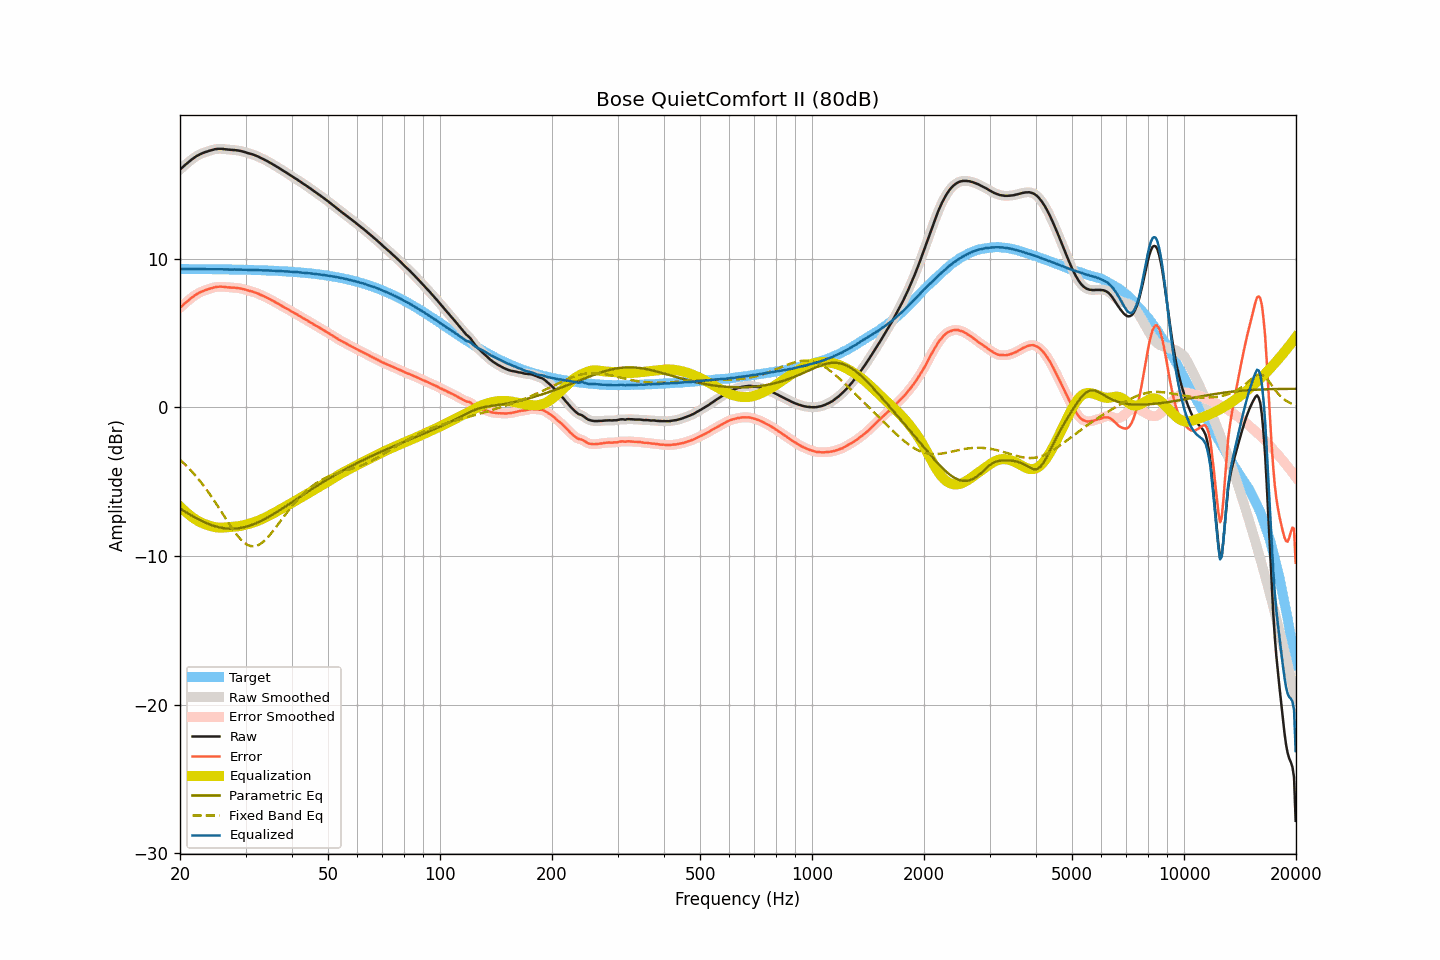 Bose QuietComfort II (80dB)
Amplitude (dBr)
10
0
−10
−20
−30
Target
Raw Smoothed
Error Smoothed
Raw
Error
Equalization
Parametric Eq
Fixed Band Eq
Equalized
20 50 100 200 500 1000 2000 5000 10000 20000
Frequency (Hz)